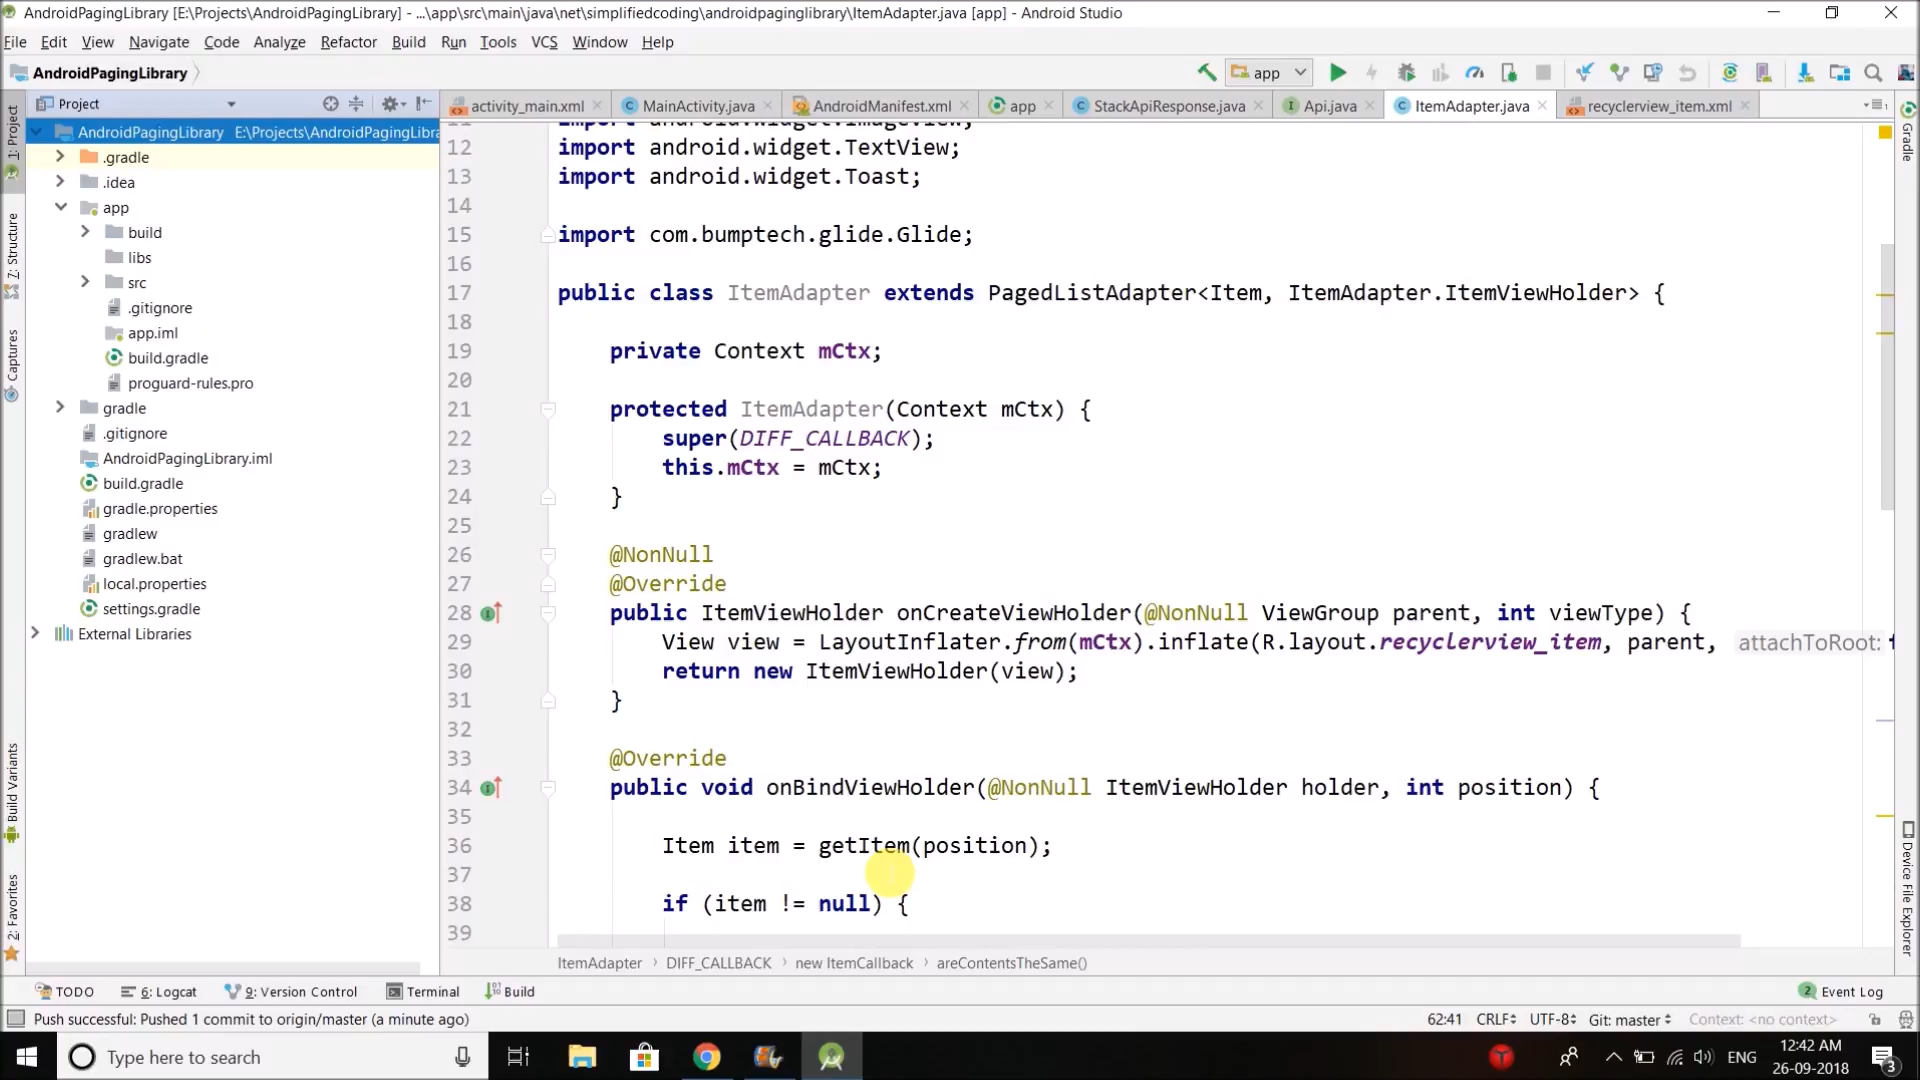 AndroidPagingLibrary [E:\Projects\AndroidPagingLibrary] - ...\app\src\main\java\net\simplifiedcoding\androidpaginglibrary\ItemAdapter.java [app] - Android Studio
File Edit View Navigate Code Analyze Refactor Build Run Tools VCS Window Help
AndroidPagingLibrary
app
Project
activity_main.xml MainActivity.java AndroidManifest.xml app StackApiResponse.java Api.java ItemAdapter.java recyclerview_item.xml
1: Project
7: Structure
Captures
Build Variants
2: Favorites
AndroidPagingLibrary E:\Projects\AndroidPagingLibra
.gradle
.idea
app
build
libs
src
.gitignore
app.iml
build.gradle
proguard-rules.pro
gradle
.gitignore
AndroidPagingLibrary.iml
build.gradle
gradle.properties
gradlew
gradlew.bat
local.properties
settings.gradle
External Libraries
12 import android.widget.TextView;
13 import android.widget.Toast;
14
15 import com.bumptech.glide.Glide;
16
17 public class ItemAdapter extends PagedListAdapter<Item, ItemAdapter.ItemViewHolder> {
18
19 private Context mCtx;
20
21 protected ItemAdapter(Context mCtx) {
22 super(DIFF_CALLBACK);
23 this.mCtx = mCtx;
24 }
25
26 @NonNull
27 @Override
28 public ItemViewHolder onCreateViewHolder(@NonNull ViewGroup parent, int viewType) {
29 View view = LayoutInflater.from(mCtx).inflate(R.layout.recyclerview_item, parent, attachToRoot:
30 return new ItemViewHolder(view);
31 }
32
33 @Override
34 public void onBindViewHolder(@NonNull ItemViewHolder holder, int position) {
35
36 Item item = getItem(position);
37
38 if (item != null) {
39
ItemAdapter DIFF_CALLBACK new ItemCallback areContentsTheSame()
Gradle
Device File Explorer
TODO 6: Logcat 9: Version Control Terminal Build 2 Event Log
Push successful: Pushed 1 commit to origin/master (a minute ago) 62:41 CRLF UTF-8 Git: master Context: <no context>
Type here to search ENG 12:42 AM
26-09-2018 3